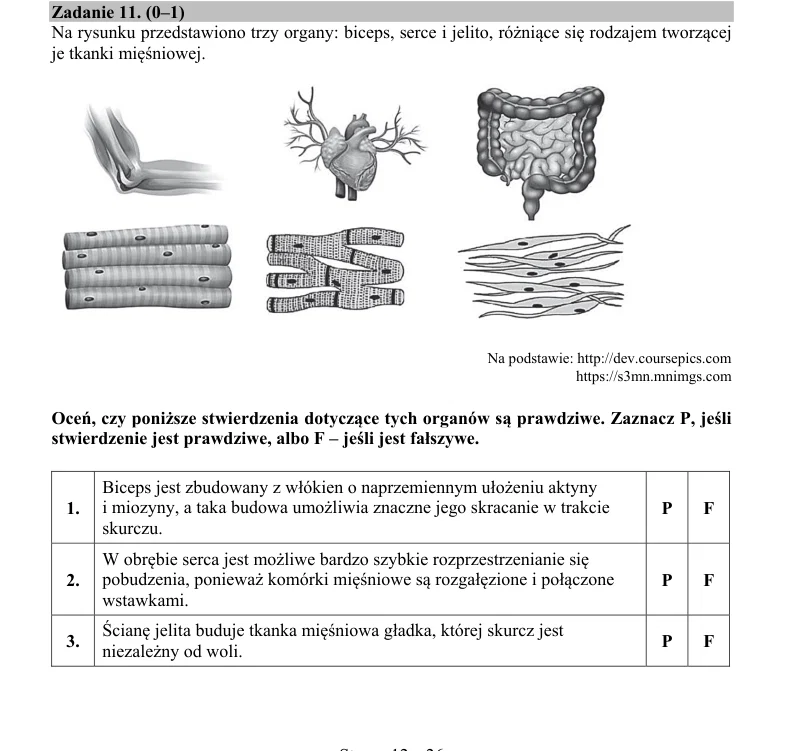 Zadanie 11. (0–1)
Na rysunku przedstawiono trzy organy: biceps, serce i jelito, różniące się rodzajem tworzącej
je tkanki mięśniowej.
Na podstawie: http://dev.coursepics.com
https://s3mn.mnimgs.com
Oceń, czy poniższe stwierdzenia dotyczące tych organów są prawdziwe. Zaznacz P, jeśli
stwierdzenie jest prawdziwe, albo F – jeśli jest fałszywe.
1. Biceps jest zbudowany z włókien o naprzemiennym ułożeniu aktyny
i miozyny, a taka budowa umożliwia znaczne jego skracanie w trakcie
skurczu. P F
2. W obrębie serca jest możliwe bardzo szybkie rozprzestrzenianie się
pobudzenia, ponieważ komórki mięśniowe są rozgałęzione i połączone
wstawkami. P F
3. Ścianę jelita buduje tkanka mięśniowa gładka, której skurcz jest
niezależny od woli. P F